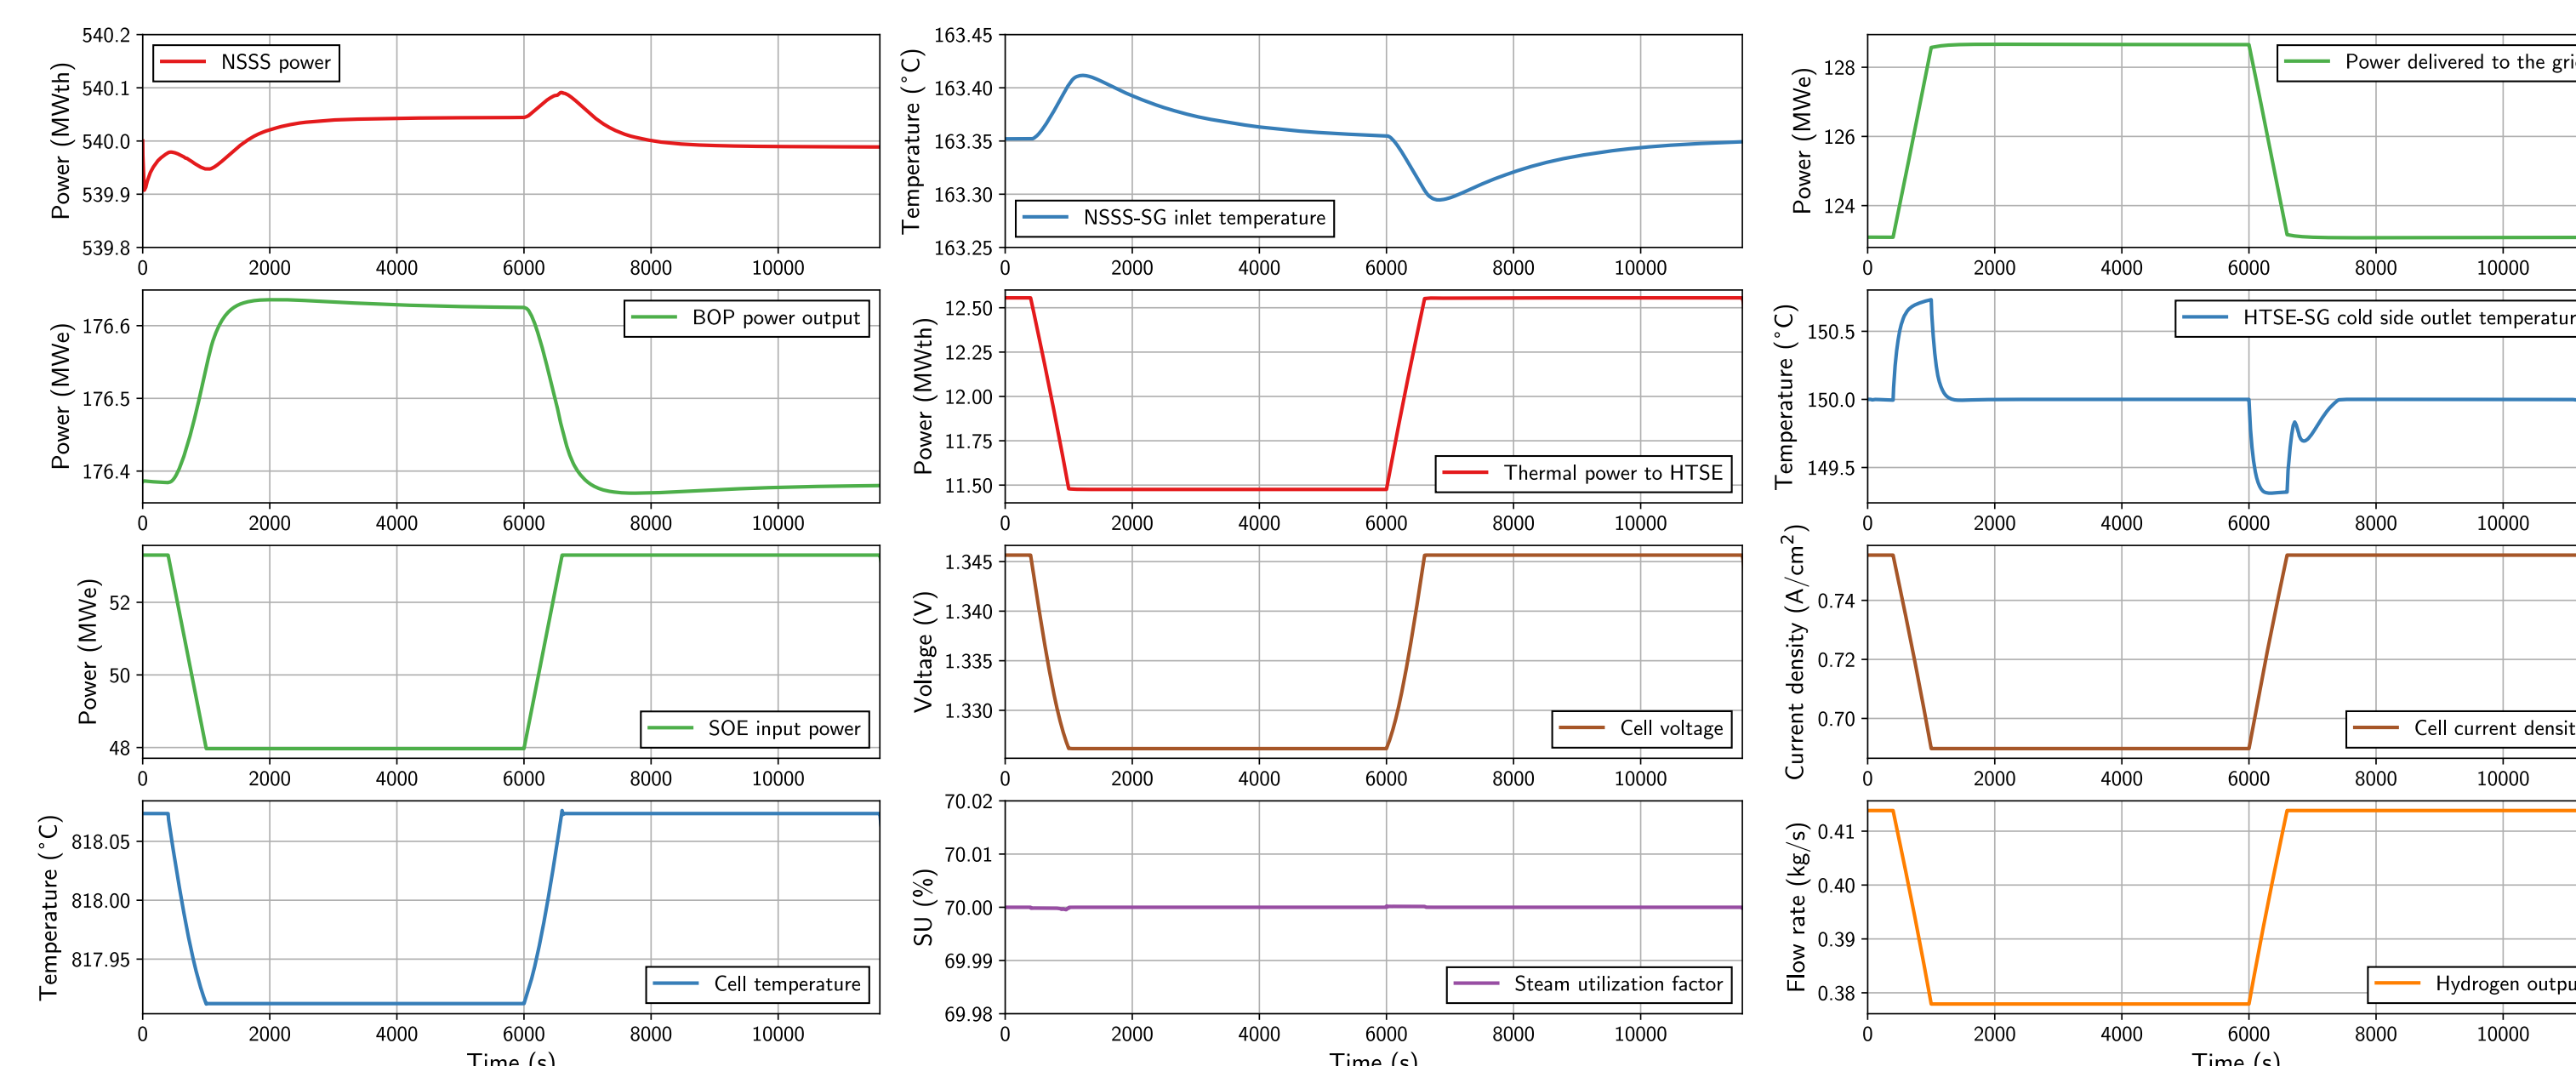 NSSS power
Power (MWth)
540.2
540.1
540.0
539.9
539.8
0 2000 4000 6000 8000 10000
NSSS-SG inlet temperature
Temperature (°C)
163.45
163.40
163.35
163.30
163.25
0 2000 4000 6000 8000 10000
Power delivered to the gri
Power (MWe)
128
126
124
0 2000 4000 6000 8000 10000
BOP power output
Power (MWe)
176.6
176.5
176.4
0 2000 4000 6000 8000 10000
Thermal power to HTSE
Power (MWth)
12.50
12.25
12.00
11.75
11.50
0 2000 4000 6000 8000 10000
HTSE-SG cold side outlet temperatur
Temperature (°C)
150.5
150.0
149.5
0 2000 4000 6000 8000 10000
SOE input power
Power (MWe)
52
50
48
0 2000 4000 6000 8000 10000
Cell voltage
Voltage (V)
1.345
1.340
1.335
1.330
0 2000 4000 6000 8000 10000
Cell current densit
Current density (A/cm²)
0.74
0.72
0.70
0 2000 4000 6000 8000 10000
Cell temperature
Temperature (°C)
818.05
818.00
817.95
0 2000 4000 6000 8000 10000
Time (s)
Steam utilization factor
SU (%)
70.02
70.01
70.00
69.99
69.98
0 2000 4000 6000 8000 10000
Time (s)
Hydrogen outpu
Flow rate (kg/s)
0.41
0.40
0.39
0.38
0 2000 4000 6000 8000 10000
Time (s)